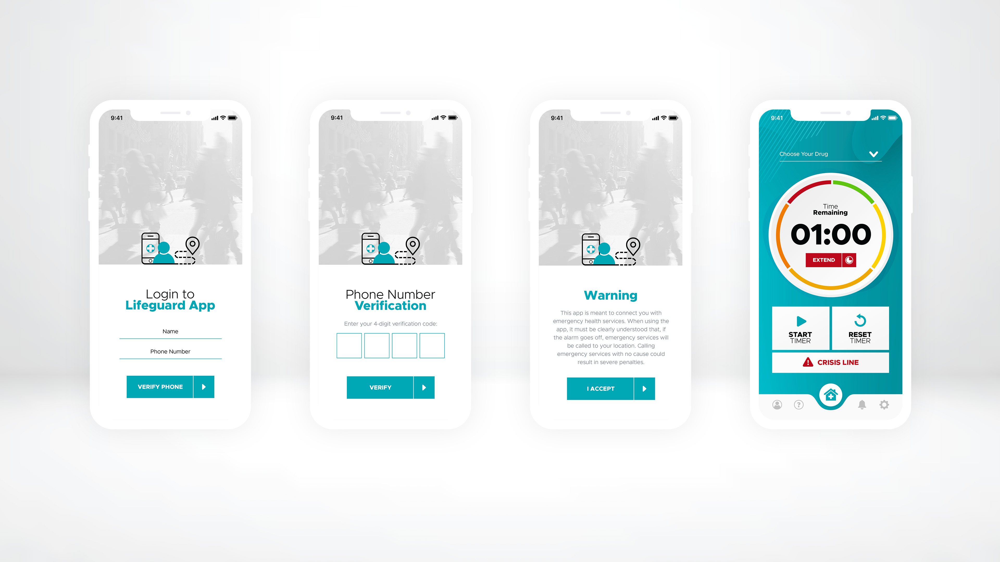 9:41
Login to
Lifeguard App
Name
Phone Number
VERIFY PHONE
9:41
Phone Number
Verification
Enter your 4-digit verification code:
VERIFY
9:41
Warning
This app is meant to connect you with
emergency health services. When using the
app, it must be clearly understood that, if
the alarm goes off, emergency services will
be called to your location. Calling
emergency services with no cause could
result in severe penalties.
I ACCEPT
9:41
Choose Your Drug
Time
Remaining
01:00
EXTEND
START
TIMER
RESET
TIMER
CRISIS LINE